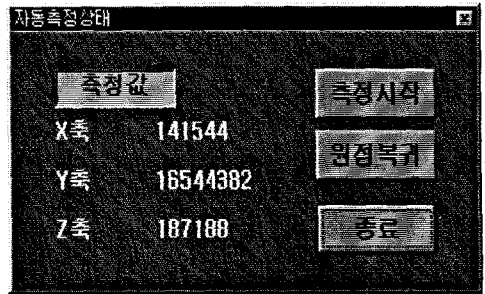 자동측정상태
측정값
측정시작
X축 141544
원점복귀
Y축 16544382
Z축 187188
종료